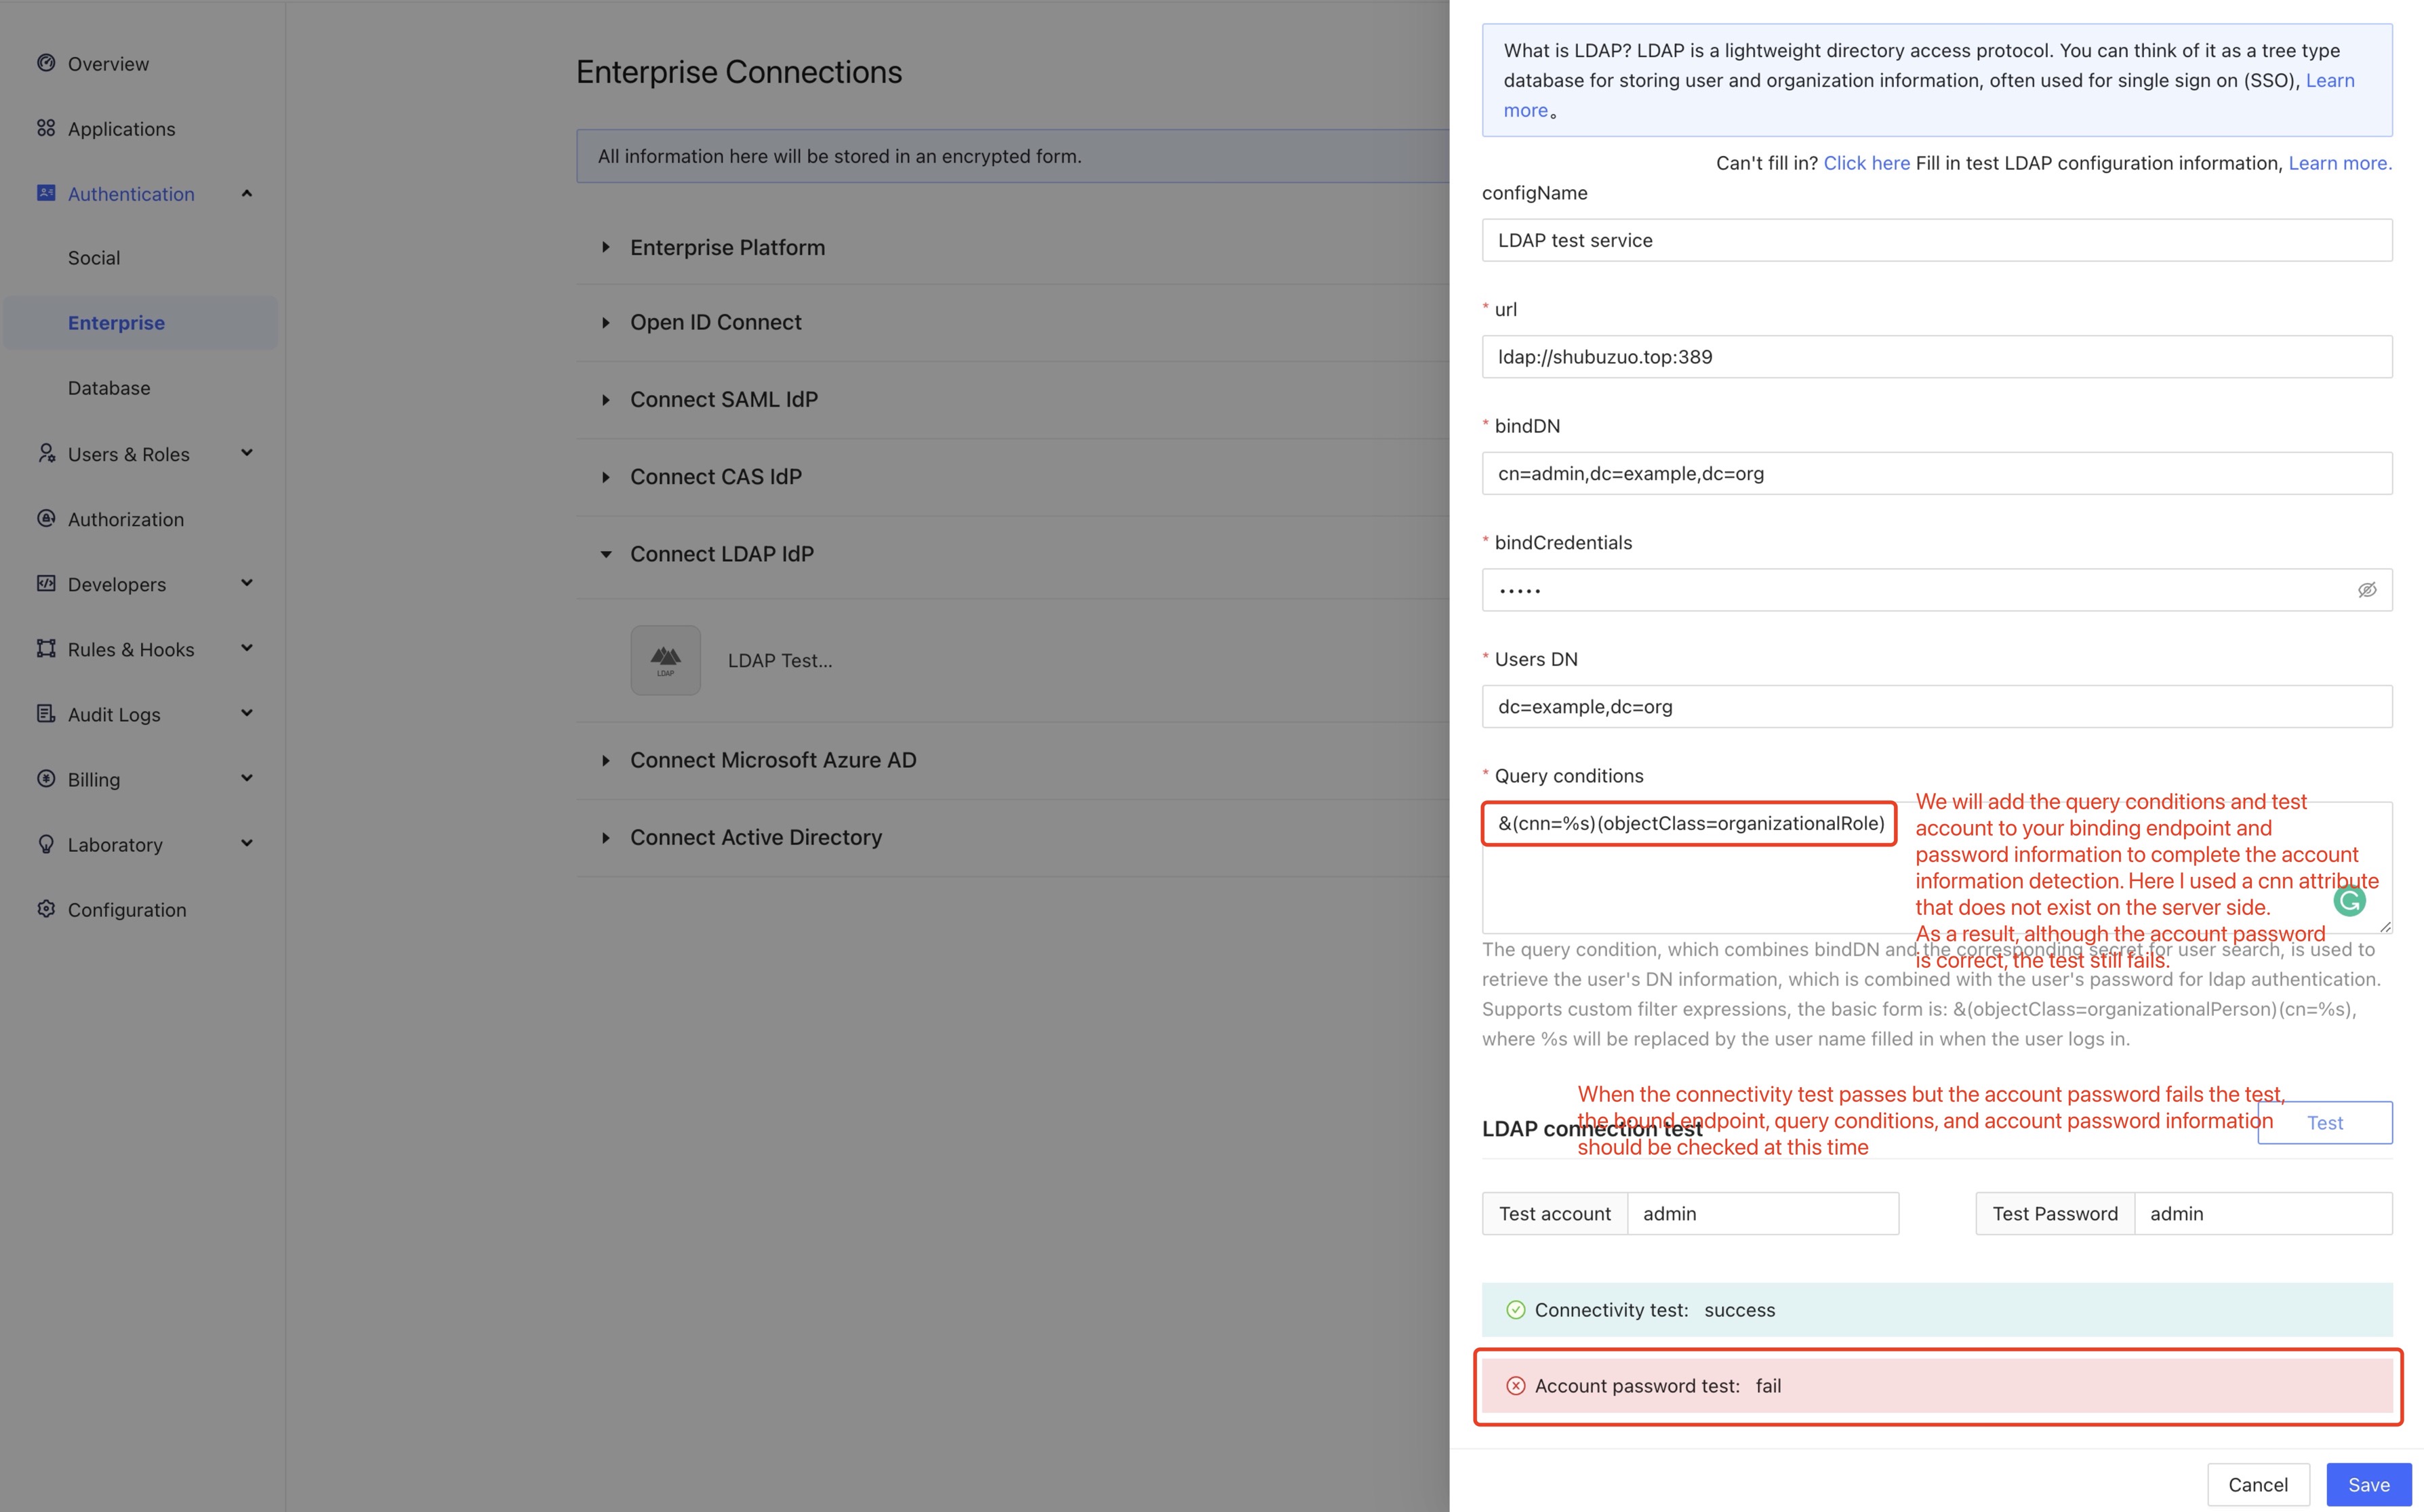 Overview
Applications
Authentication
Social
Enterprise
Database
Users & Roles
Authorization
Developers
Rules & Hooks
Audit Logs
Billing
Laboratory
Configuration
Enterprise Connections
All information here will be stored in an encrypted form.
Enterprise Platform
Open ID Connect
Connect SAML IdP
Connect CAS IdP
Connect LDAP IdP
LDAP
LDAP Test...
Connect Microsoft Azure AD
Connect Active Directory
What is LDAP? LDAP is a lightweight directory access protocol. You can think of it as a tree type
database for storing user and organization information, often used for single sign on (SSO), Learn
more。
Can't fill in? Click here Fill in test LDAP configuration information, Learn more.
configName
LDAP test service
* url
ldap://shubuzuo.top:389
* bindDN
cn=admin,dc=example,dc=org
* bindCredentials
•••••
* Users DN
dc=example,dc=org
* Query conditions
&(cnn=%s)(objectClass=organizationalRole)
We will add the query conditions and test
account to your binding endpoint and
password information to complete the account
information detection. Here I used a cnn attribute
that does not exist on the server side.
As a result, although the account password
is correct, the test still fails.
The query condition, which combines bindDN and the corresponding secret for user search, is used to
retrieve the user's DN information, which is combined with the user's password for ldap authentication.
Supports custom filter expressions, the basic form is: &(objectClass=organizationalPerson)(cn=%s),
where %s will be replaced by the user name filled in when the user logs in.
When the connectivity test passes but the account password fails the test,
the bound endpoint, query conditions, and account password information
should be checked at this time
LDAP connection test
Test
Test account
admin
Test Password
admin
Connectivity test: success
Account password test: fail
Cancel
Save